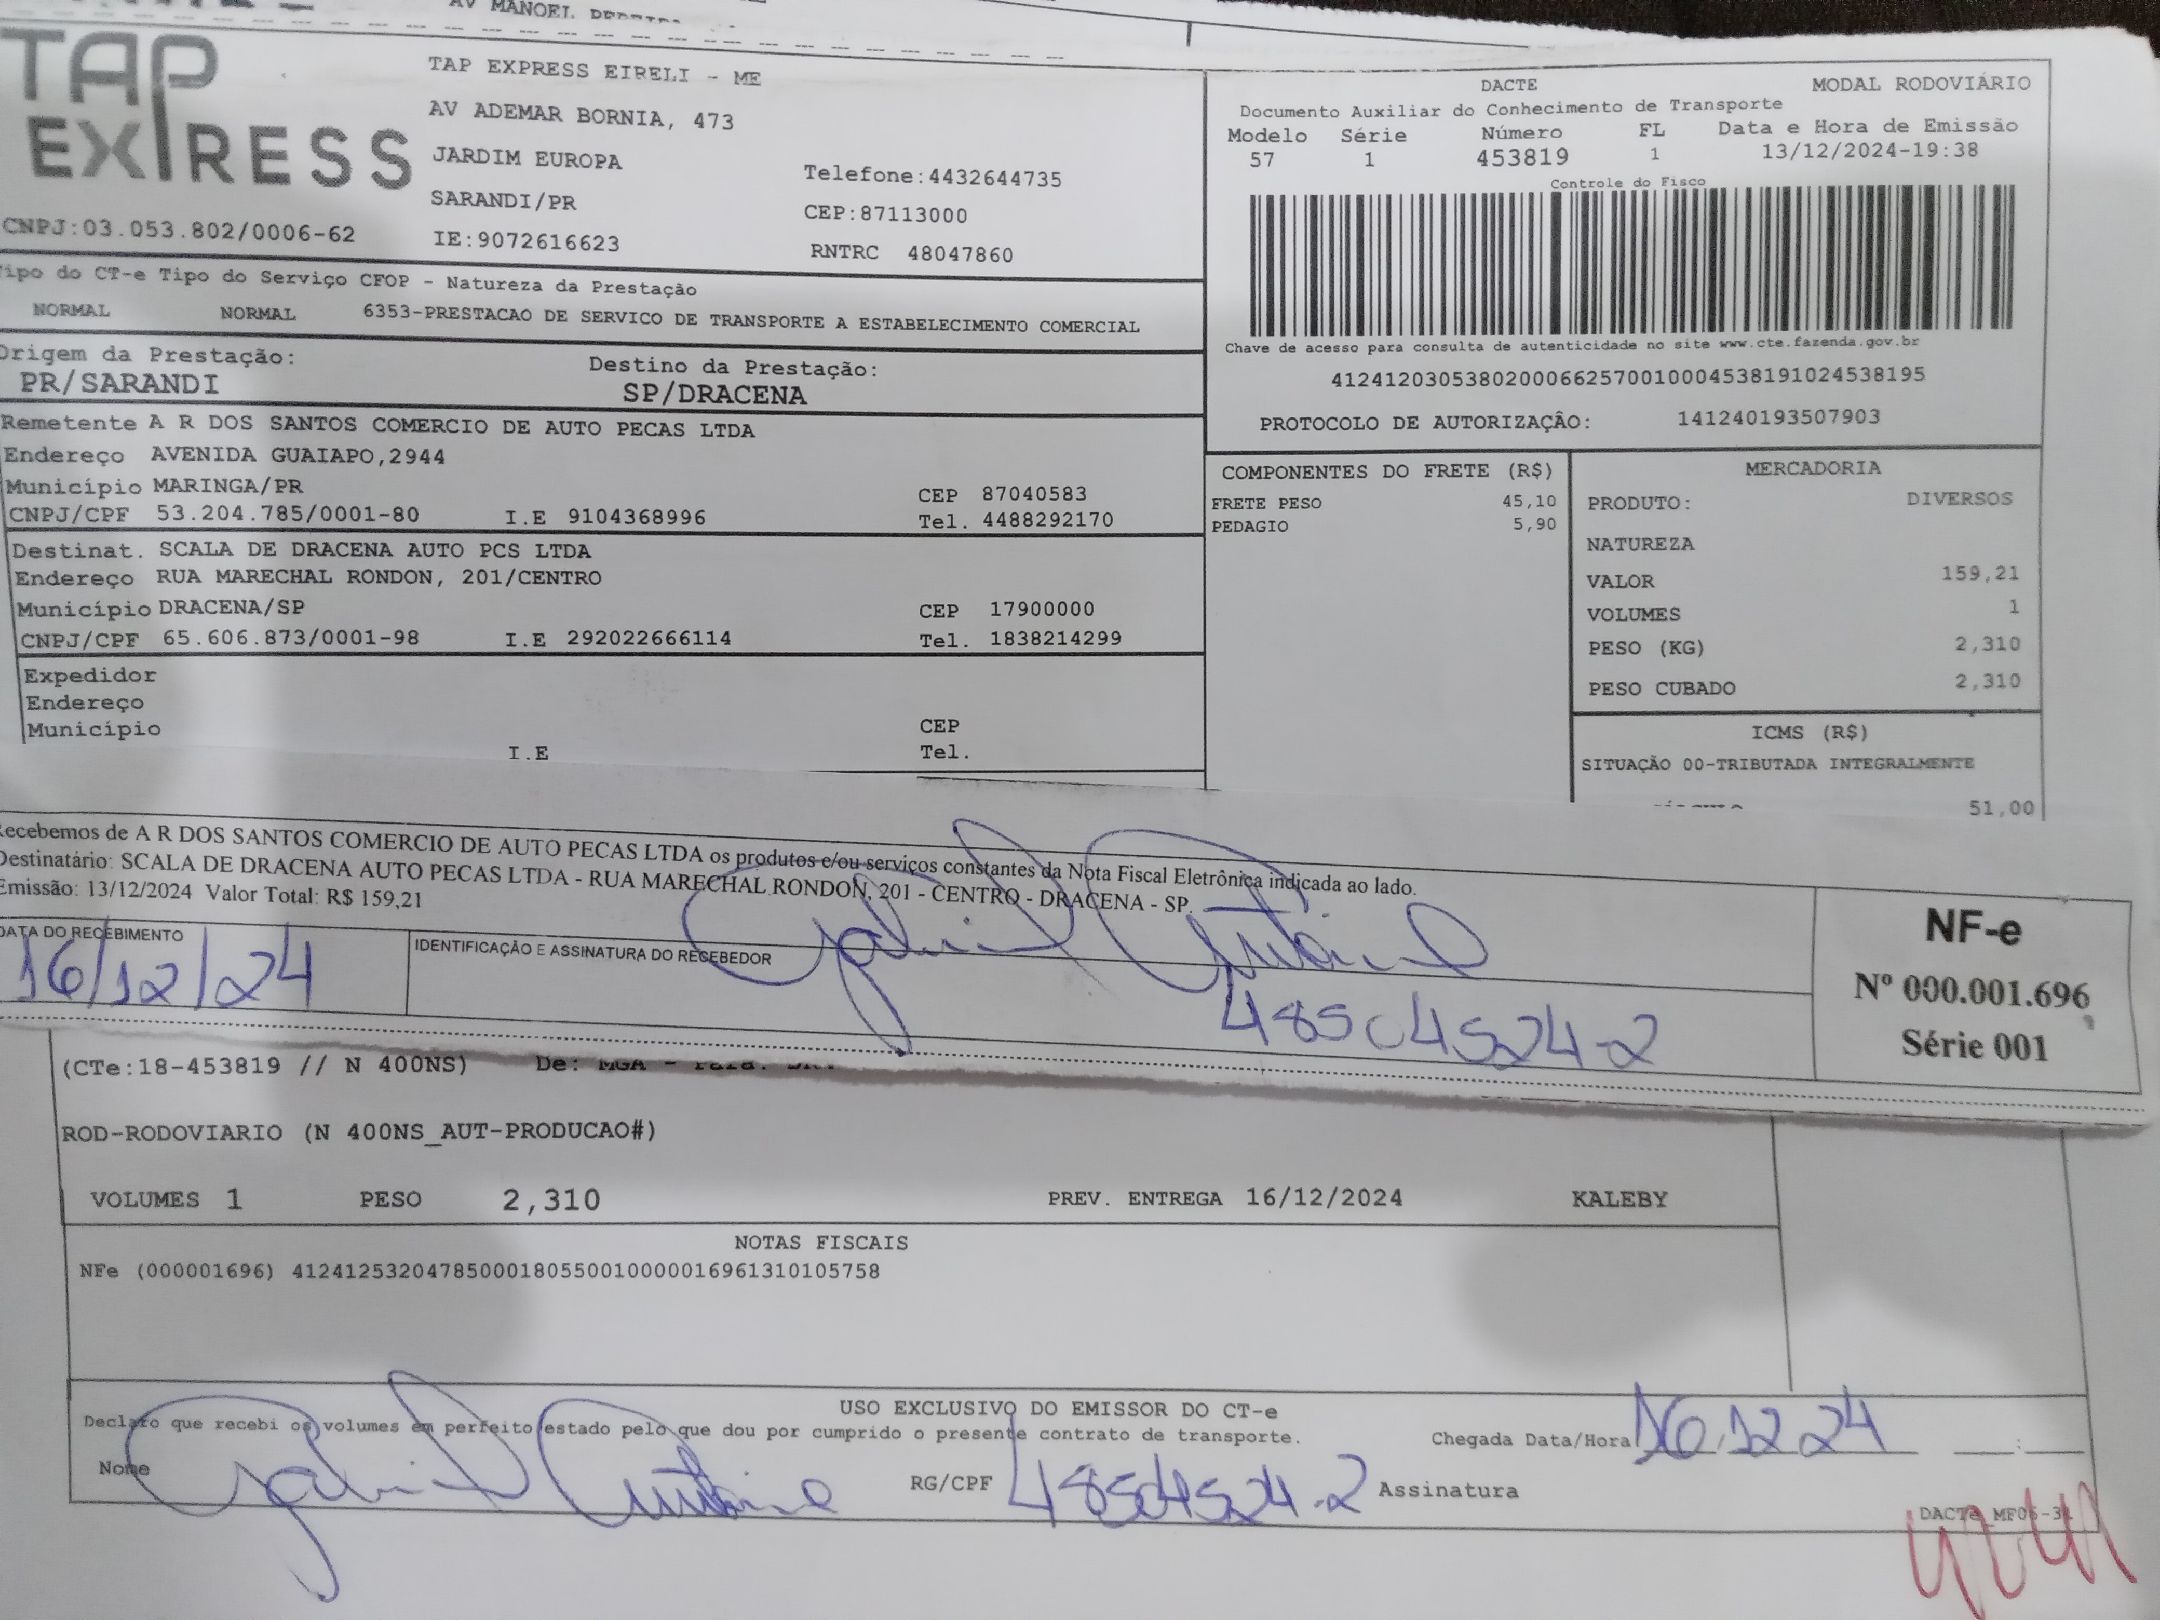 AV MANOEL
TAP EXPRESS
TAP EXPRESS EIRELI - ME
AV ADEMAR BORNIA, 473
JARDIM EUROPA
SARANDI/PR
Telefone:4432644735
CEP:87113000
CNPJ:03.053.802/0006-62
IE:9072616623
RNTRC 48047860
DACTE MODAL RODOVIÁRIO
Documento Auxiliar do Conhecimento de Transporte
Modelo Série Número FL Data e Hora de Emissão
57 1 453819 1 13/12/2024-19:38
Controle do Fisco
Chave de acesso para consulta de autenticidade no site www.cte.fazenda.gov.br
41241203053802000662570010004538191024538195
PROTOCOLO DE AUTORIZAÇÃO: 141240193507903
Tipo do CT-e Tipo do Serviço CFOP - Natureza da Prestação
NORMAL NORMAL 6353-PRESTACAO DE SERVICO DE TRANSPORTE A ESTABELECIMENTO COMERCIAL
Origem da Prestação: Destino da Prestação:
PR/SARANDI SP/DRACENA
Remetente A R DOS SANTOS COMERCIO DE AUTO PECAS LTDA
Endereço AVENIDA GUAIAPO,2944
Município MARINGA/PR CEP 87040583
CNPJ/CPF 53.204.785/0001-80 I.E 9104368996 Tel. 4488292170
Destinat. SCALA DE DRACENA AUTO PCS LTDA
Endereço RUA MARECHAL RONDON, 201/CENTRO
Município DRACENA/SP CEP 17900000
CNPJ/CPF 65.606.873/0001-98 I.E 292022666114 Tel. 1838214299
Expedidor
Endereço
Município CEP
I.E Tel.
COMPONENTES DO FRETE (R$)
FRETE PESO 45,10
PEDAGIO 5,90
MERCADORIA
PRODUTO: DIVERSOS
NATUREZA
VALOR 159,21
VOLUMES 1
PESO (KG) 2,310
PESO CUBADO 2,310
ICMS (R$)
SITUAÇÃO 00-TRIBUTADA INTEGRALMENTE
51,00
Recebemos de A R DOS SANTOS COMERCIO DE AUTO PECAS LTDA os produtos e/ou serviços constantes da Nota Fiscal Eletrônica indicada ao lado.
Destinatário: SCALA DE DRACENA AUTO PECAS LTDA - RUA MARECHAL RONDON, 201 - CENTRO - DRACENA - SP.
Emissão: 13/12/2024 Valor Total: R$ 159,21
DATA DO RECEBIMENTO
16/12/24
IDENTIFICAÇÃO E ASSINATURA DO RECEBEDOR
Gabriel
48504524-2
NF-e
Nº 000.001.696
Série 001
(CTe:18-453819 // N 400NS) De: MGA -
ROD-RODOVIARIO (N 400NS_AUT-PRODUCAO#)
VOLUMES 1 PESO 2,310 PREV. ENTREGA 16/12/2024 KALEBY
NOTAS FISCAIS
NFe (000001696) 41241253204785000180550010000016961310105758
USO EXCLUSIVO DO EMISSOR DO CT-e
Declaro que recebi os volumes em perfeito estado pelo que dou por cumprido o presente contrato de transporte.
Chegada Data/Hora 16 12 24 :
Nome Gabriel RG/CPF 48504524-2 Assinatura